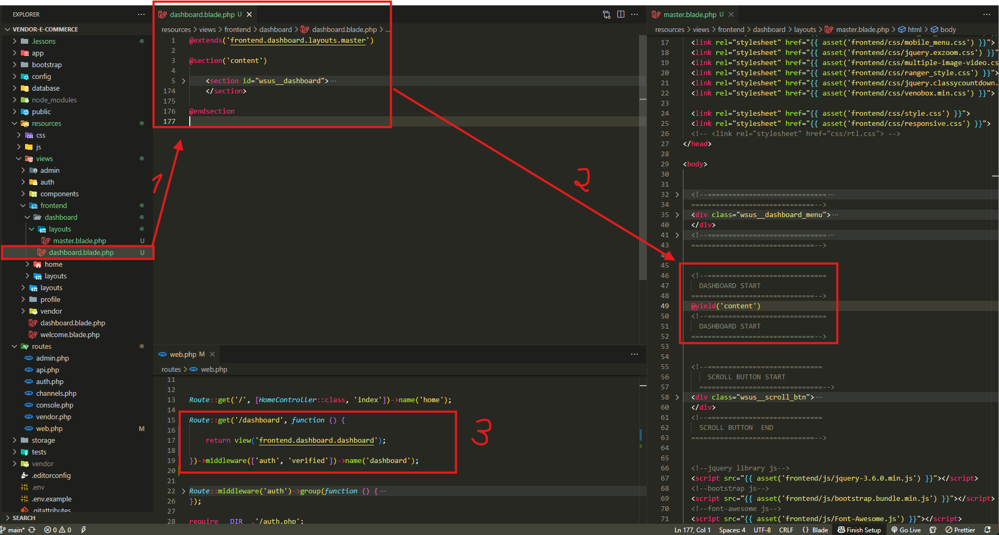 EXPLORER
VENDOR-E-COMMERCE
.lessons
app
bootstrap
config
database
node_modules
public
resources
css
js
views
admin
auth
components
frontend
dashboard
layouts
master.blade.php U
dashboard.blade.php U
home
layouts
layouts
profile
vendor
dashboard.blade.php
welcome.blade.php
routes
admin.php
api.php
auth.php
channels.php
console.php
vendor.php
web.php M
storage
tests
vendor
.editorconfig
.env
.env.example
.gitattributes
SEARCH
1
dashboard.blade.php U
resources > views > frontend > dashboard > dashboard.blade.php > ...
1 @extends('frontend.dashboard.layouts.master')
2
3 @section('content')
4
5 <section id="wsus__dashboard"> ...
174 </section>
175
176 @endsection
177
2
web.php M
routes > web.php
11
12
13 Route::get('/', [HomeController::class, 'index'])->name('home');
14
15 Route::get('/dashboard', function () {
16
17 return view('frontend.dashboard.dashboard');
18
19 })->middleware(['auth', 'verified'])->name('dashboard');
20
21
22 Route::middleware('auth')->group(function () { ...
26 });
27
28 require __DIR__.'/auth.php';
3
master.blade.php U
resources > views > frontend > dashboard > layouts > master.blade.php > html > body
17 <link rel="stylesheet" href="{{ asset('frontend/css/mobile_menu.css') }}">
18 <link rel="stylesheet" href="{{ asset('frontend/css/jquery.exzoom.css') }}"
19 <link rel="stylesheet" href="{{ asset('frontend/css/multiple-image-video.cs
20 <link rel="stylesheet" href="{{ asset('frontend/css/ranger_style.css') }}">
21 <link rel="stylesheet" href="{{ asset('frontend/css/jquery.classycountdown.
22 <link rel="stylesheet" href="{{ asset('frontend/css/venobox.min.css') }}">
23
24 <link rel="stylesheet" href="{{ asset('frontend/css/style.css') }}">
25 <link rel="stylesheet" href="{{ asset('frontend/css/responsive.css') }}">
26 <!-- <link rel="stylesheet" href="css/rtl.css"> -->
27 </head>
28
29 <body>
30
31
32 <!--============================= ...
34 ==============================-->
35 <div class="wsus__dashboard_menu"> ...
40 </div>
41 <!--============================= ...
43 ==============================-->
45
46 <!--=============================
47 DASHBOARD START
48 ==============================-->
49 @yield('content')
50 <!--=============================
51 DASHBOARD START
52 ==============================-->
53
54
55 <!--============================
56 SCROLL BUTTON START
57 ==============================-->
58 <div class="wsus__scroll_btn"> ...
60 </div>
61 <!--============================
62 SCROLL BUTTON  END
63 ==============================-->
64
65
66 <!--jquery library js-->
67 <script src="{{ asset('frontend/js/jquery-3.6.0.min.js') }}"></script>
68 <!--bootstrap js-->
69 <script src="{{ asset('frontend/js/bootstrap.bundle.min.js') }}"></script>
70 <!--font-awesome js-->
71 <script src="{{ asset('frontend/js/Font-Awesome.js') }}"></script>
main* 0 0 Ln 177, Col 1 Spaces: 4 UTF-8 CRLF {} Blade Finish Setup Go Live Prettier